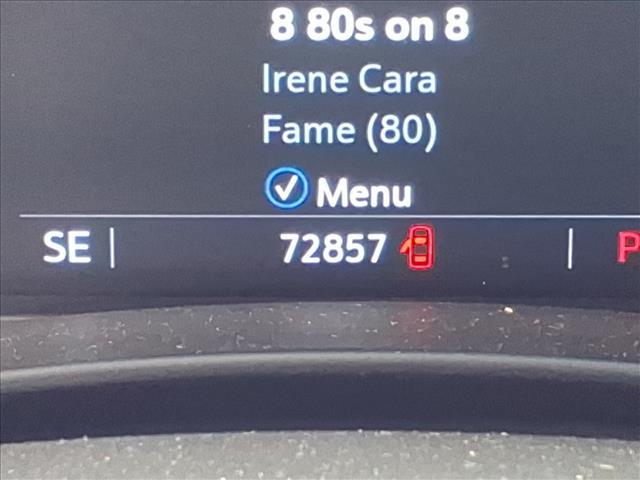 8 80s on 8
Irene Cara
Fame (80)
Menu
SE 72857 P